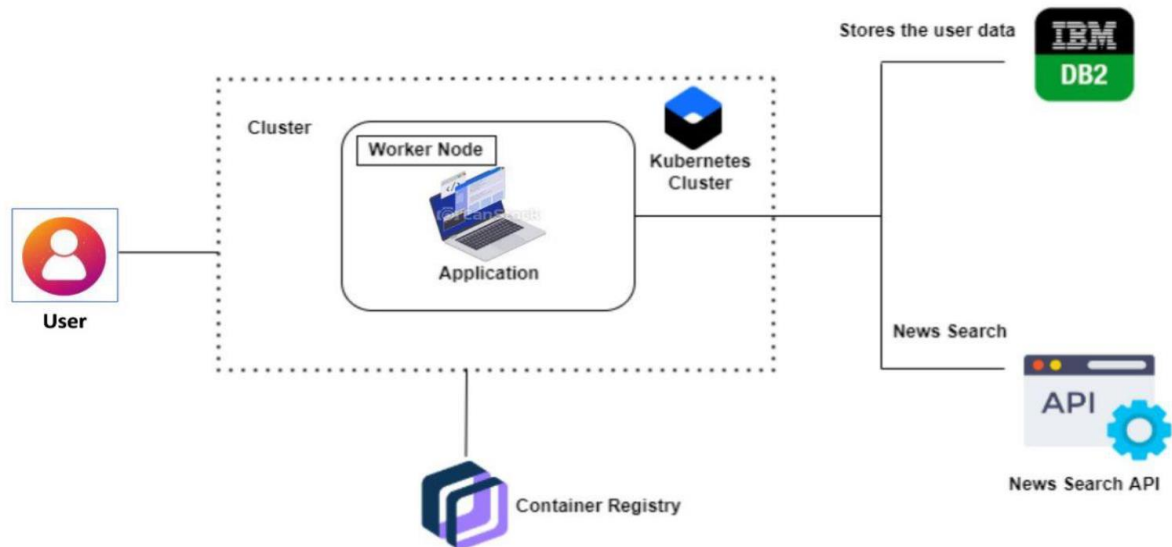 Stores the user data
IBM
DB2
Cluster
Worker Node
Kubernetes
Cluster
Application
User
News Search
API
News Search API
Container Registry